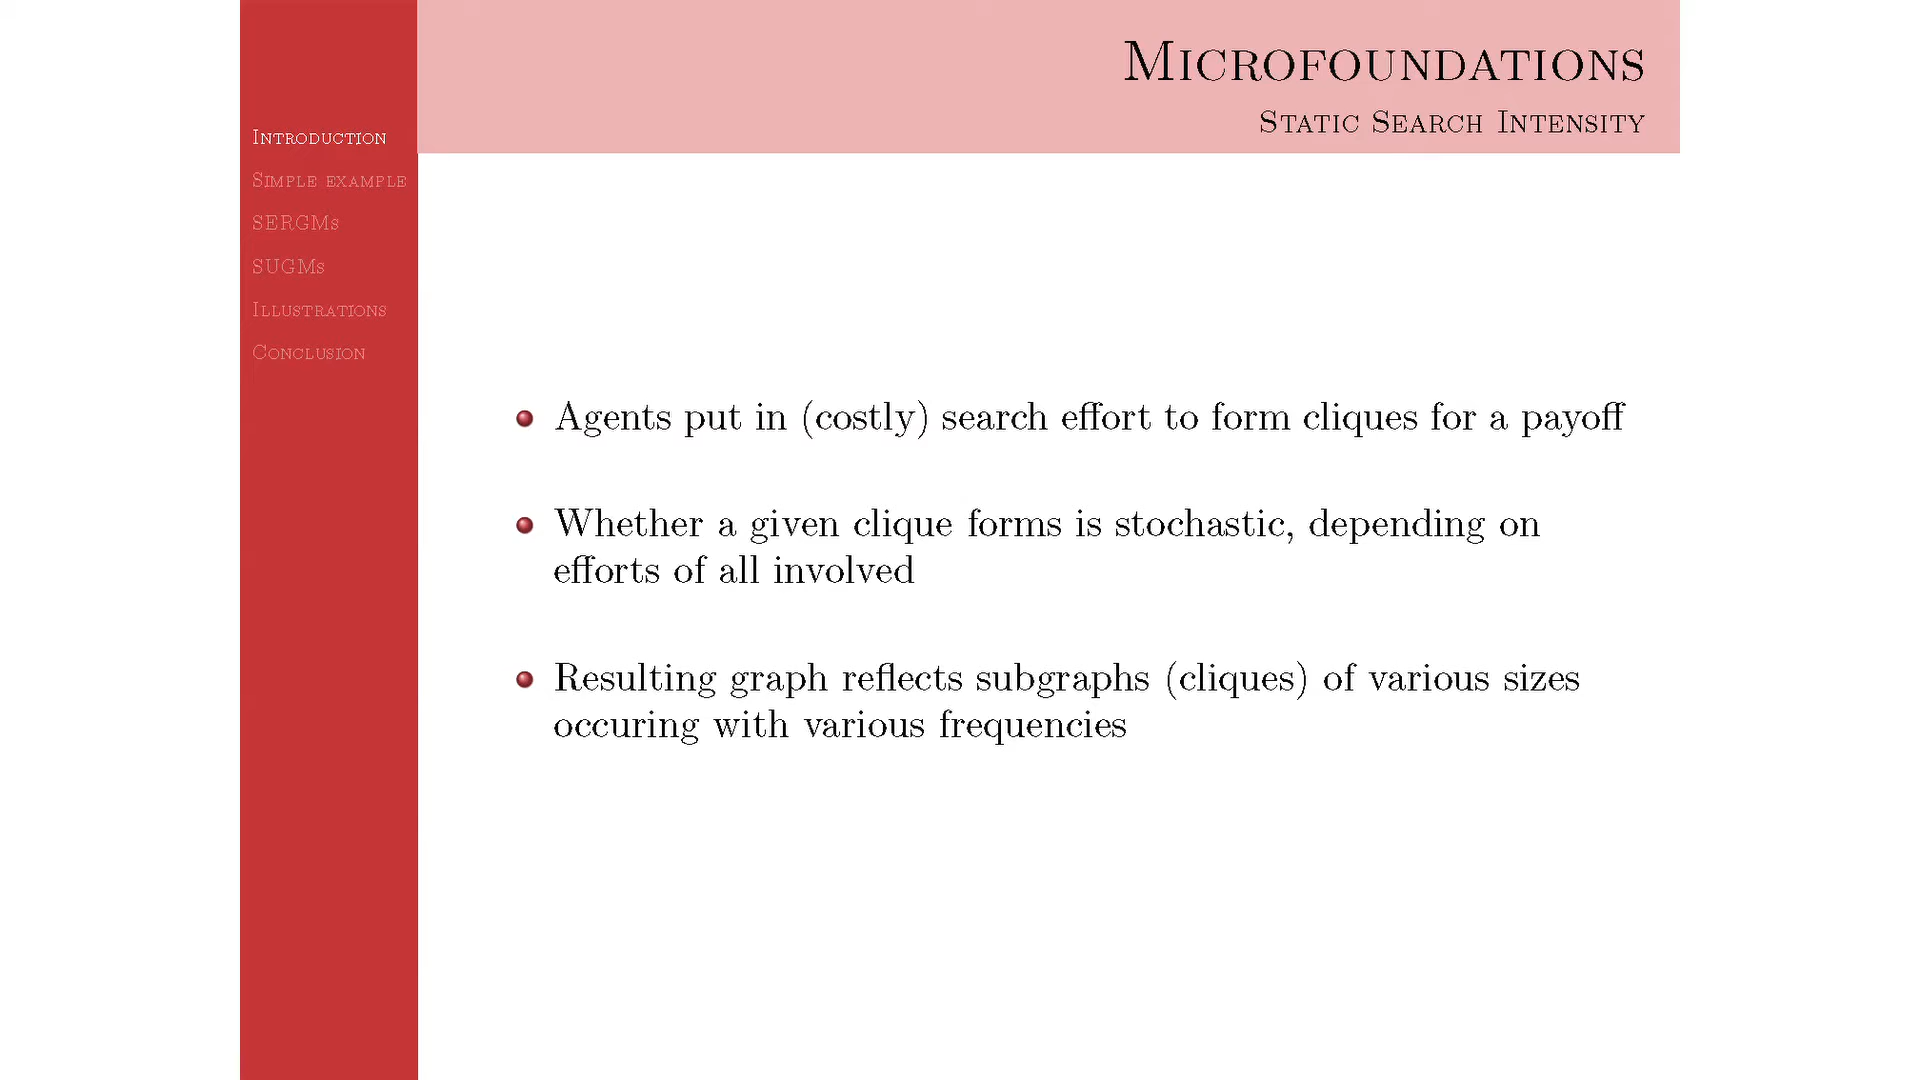 Introduction
Simple example
SERGMs
SUGMs
Illustrations
Conclusion
Microfoundations
Static Search Intensity
Agents put in (costly) search effort to form cliques for a payoff
Whether a given clique forms is stochastic, depending on
efforts of all involved
Resulting graph reflects subgraphs (cliques) of various sizes
occuring with various frequencies